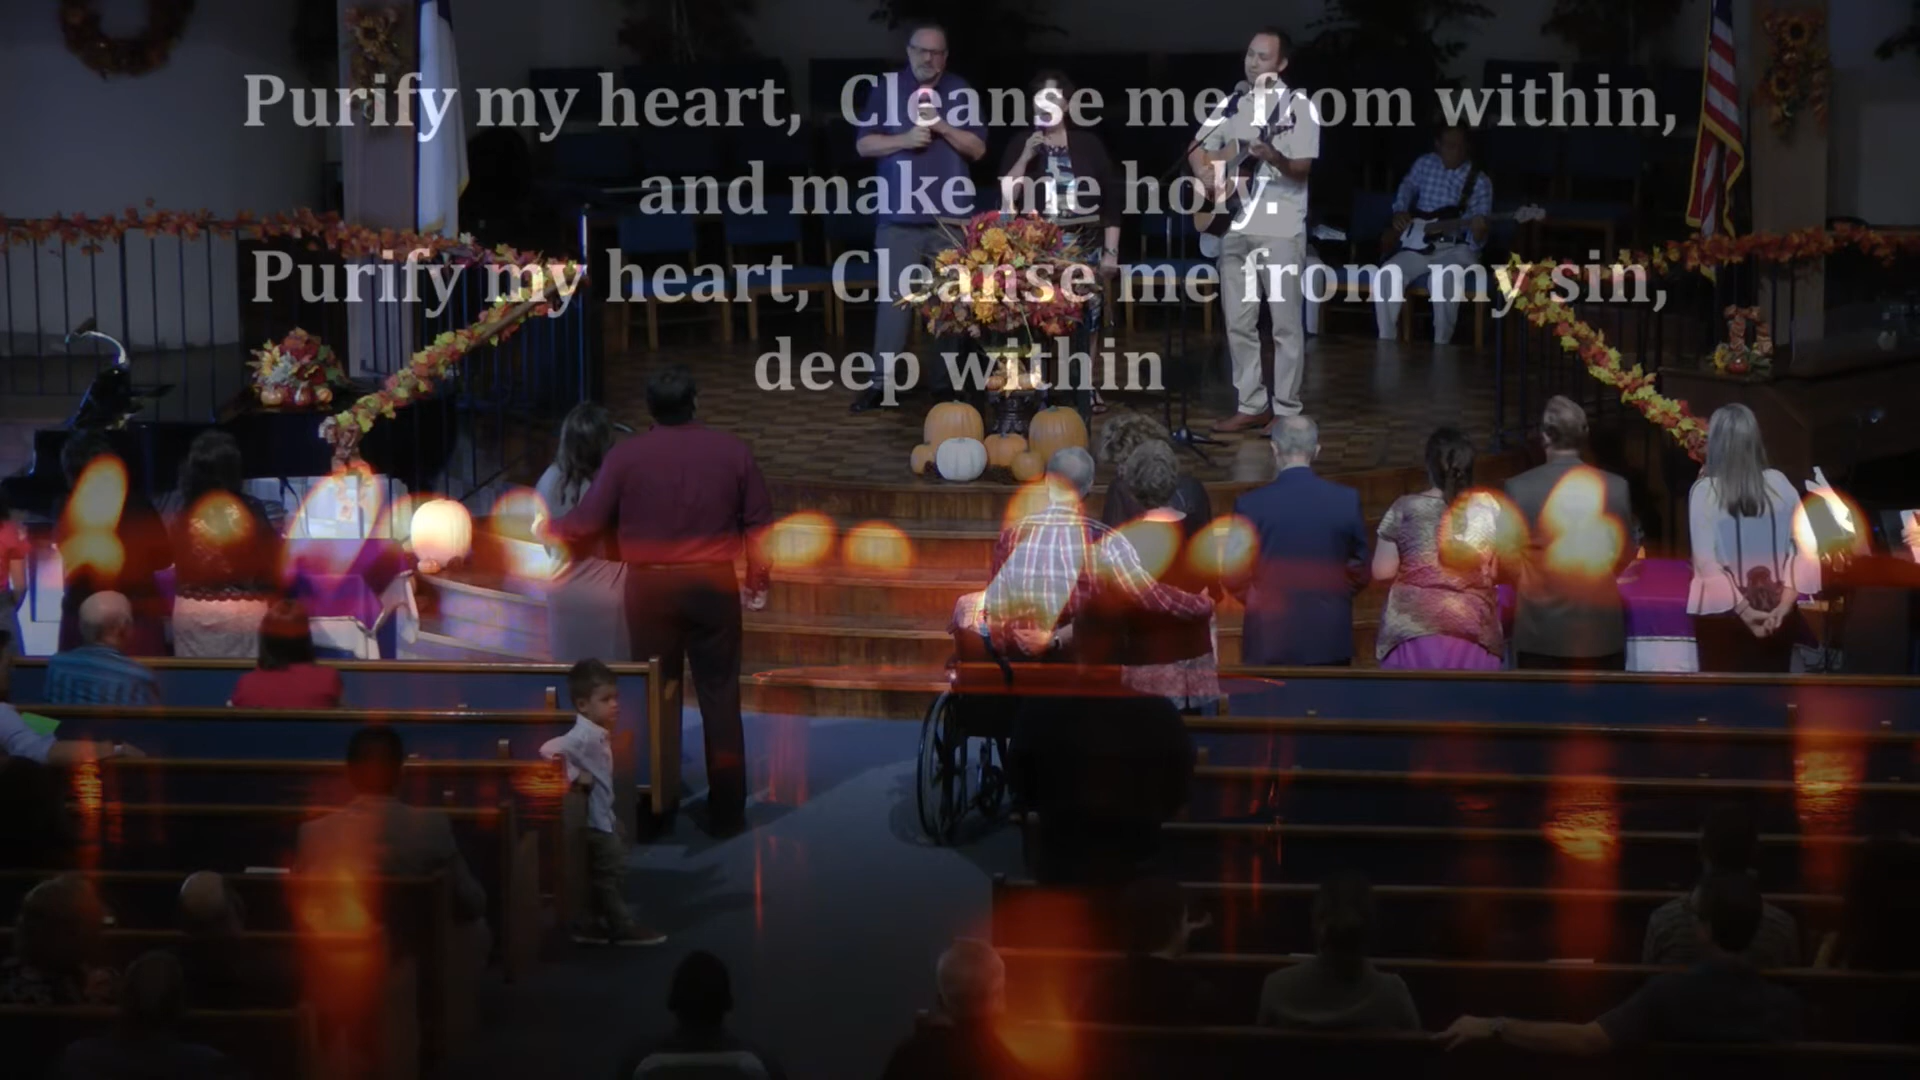 Purify my heart, Cleanse me from within,
and make me holy.
Purify my heart, Cleanse me from my sin,
deep within